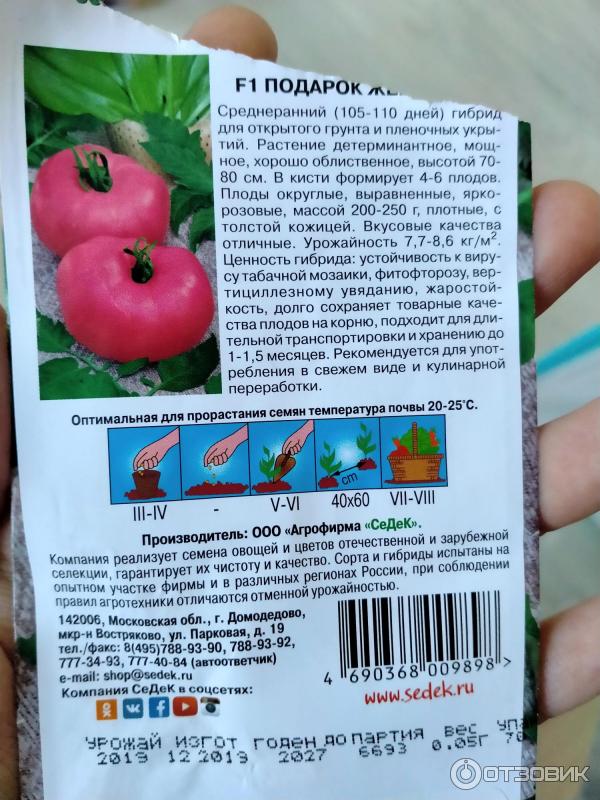 F1 ПОДАРОК
Среднеранний (105-110 дней) гибрид
для открытого грунта и пленочных укры-
тий. Растение детерминантное, мощ-
ное, хорошо облиственное, высотой 70-
80 см. В кисти формирует 4-6 плодов.
Плоды округлые, выравненные, ярко-
розовые, массой 200-250 г, плотные, с
толстой кожицей. Вкусовые качества
отличные. Урожайность 7,7-8,6 кг/м².
Ценность гибрида: устойчивость к виру-
су табачной мозаики, фитофторозу, вер-
тициллезному увяданию, жаростой-
кость, долго сохраняет товарные каче-
ства плодов на корню, подходит для дли-
тельной транспортировки и хранению до
1-1,5 месяцев. Рекомендуется для упот-
ребления в свежем виде и кулинарной
переработки.
Оптимальная для прорастания семян температура почвы 20-25°С.
cm
III-IV - V-VI 40x60 VII-VIII
Производитель: ООО «Агрофирма "СеДеК».
Компания реализует семена овощей и цветов отечественной и зарубежной
селекции, гарантирует их чистоту и качество. Сорта и гибриды испытаны на
опытном участке фирмы и в различных регионах России, при соблюдении
правил агротехники отличаются отменной урожайностью.
142006, Московская обл., г. Домодедово,
мкр-н Востряково, ул. Парковая, д. 19
тел./факс: 8(495)788-93-90, 788-93-92,
777-34-93, 777-40-84 (автоответчик)
e-mail: shop@sedek.ru
Компания СеДеК в соцсетях:
4 690368 009898 >
www.sedek.ru
УРОЖАЙ ИЗГОТ ГОДЕН ДО ПАРТИЯ ВЕС УПА
2019 12 2019 2027 6693 0.05Г 70
ОТЗОВИК